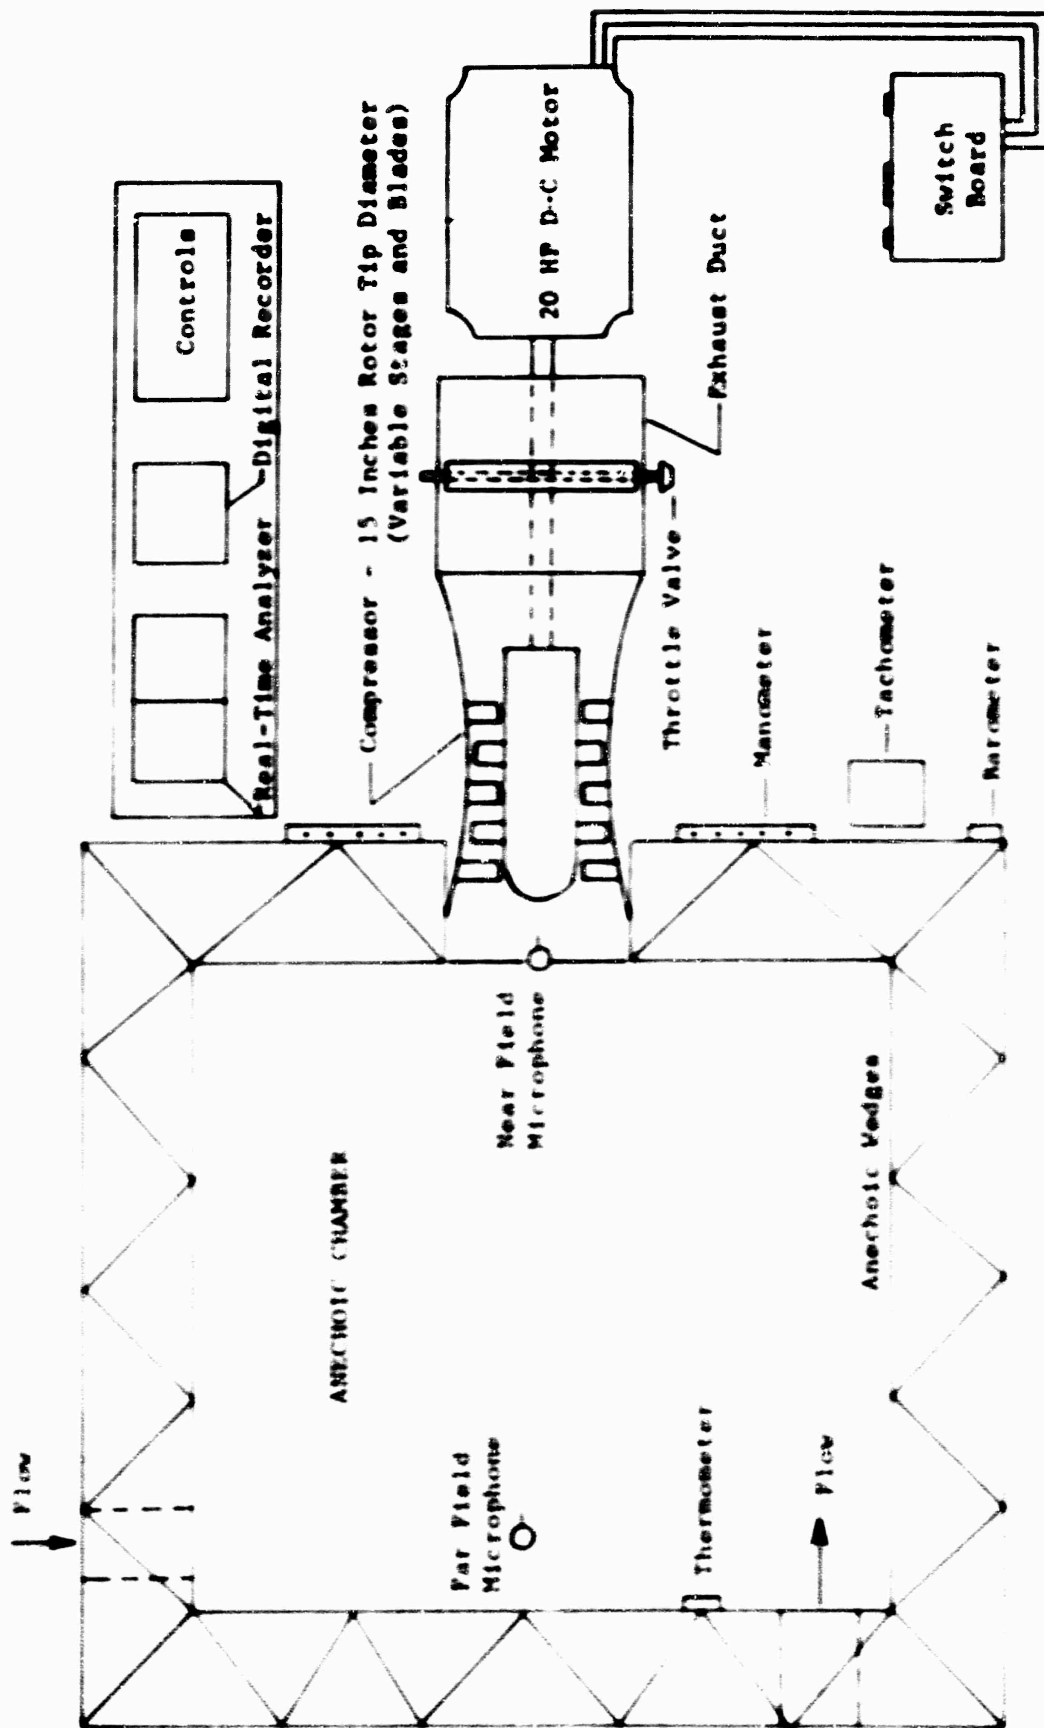 Controls
Real-Time Analyzer
Digital Recorder
Compressor - 15 Inches Rotor Tip Diameter
(Variable Stages and Blades)
20 HP D-C Motor
Switch
Board
Exhaust Duct
Throttle Valve
Manometer
Tachometer
Barometer
Near Field
Microphone
ANECHOIC CHAMBER
Anechoic Wedges
Flow
Far Field
Microphone
Thermometer
Flow